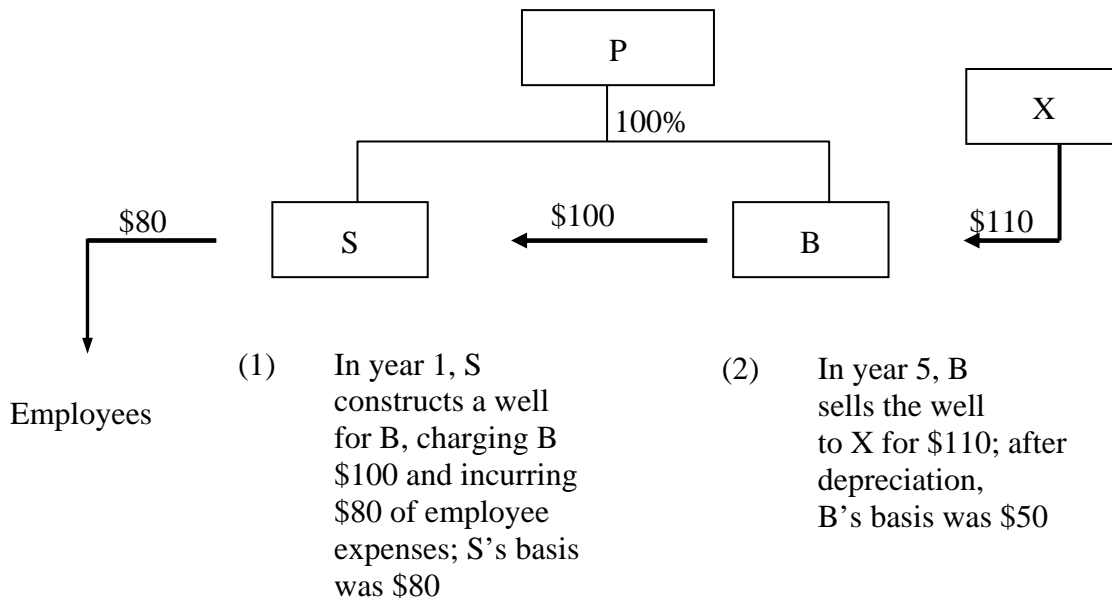 P
100%
X
$80
S
$100
B
$110
Employees
(1) In year 1, S
constructs a well
for B, charging B
$100 and incurring
$80 of employee
expenses; S’s basis
was $80
(2) In year 5, B
sells the well
to X for $110; after
depreciation,
B’s basis was $50